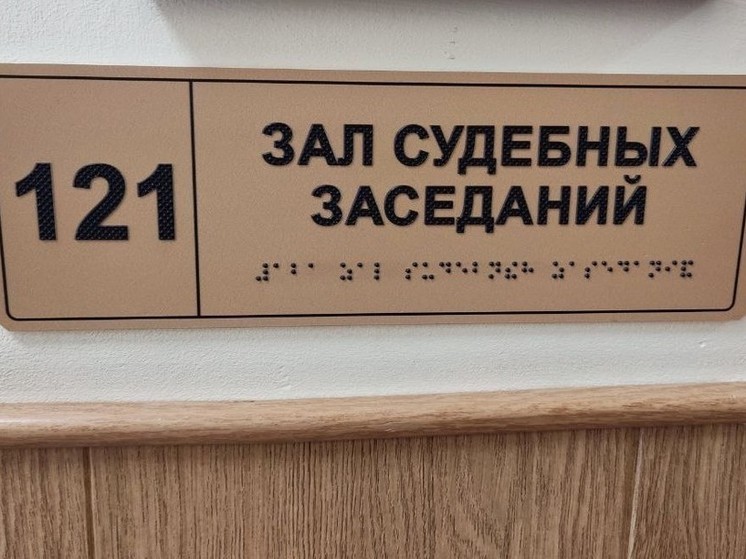 121
ЗАЛ СУДЕБНЫХ
ЗАСЕДАНИЙ
⠼⠁⠃⠁ ⠵⠁⠇ ⠎⠥⠙⠑⠃⠝⠮⠓ ⠵⠁⠎⠑⠙⠁⠝⠊⠯